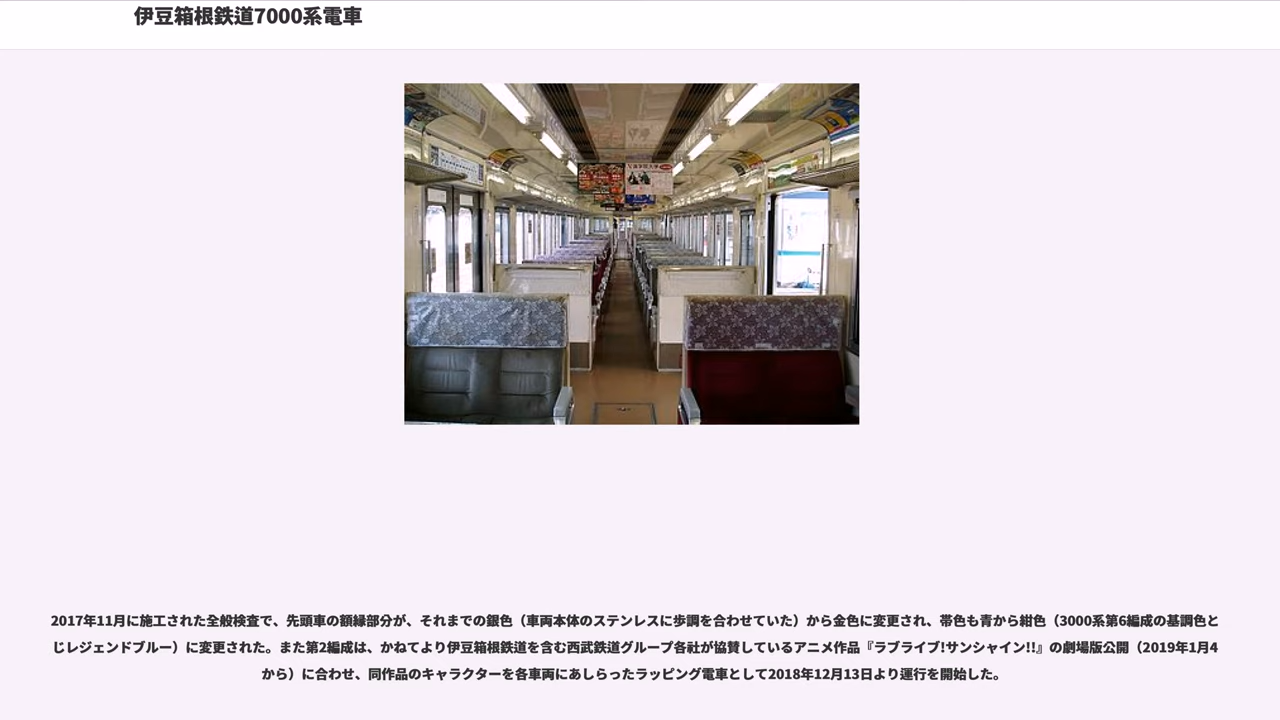 伊豆箱根鉄道7000系電車
2017年11月に施工された全般検査で、先頭車の額縁部分が、それまでの銀色（車両本体のステンレスに歩調を合わせていた）から金色に変更され、帯色も青から紺色（3000系第6編成の基調色と
じレジェンドブルー）に変更された。また第2編成は、かねてより伊豆箱根鉄道を含む西武鉄道グループ各社が協賛しているアニメ作品『ラブライブ!サンシャイン!!』の劇場版公開（2019年1月4
から）に合わせ、同作品のキャラクターを各車両にあしらったラッピング電車として2018年12月13日より運行を開始した。